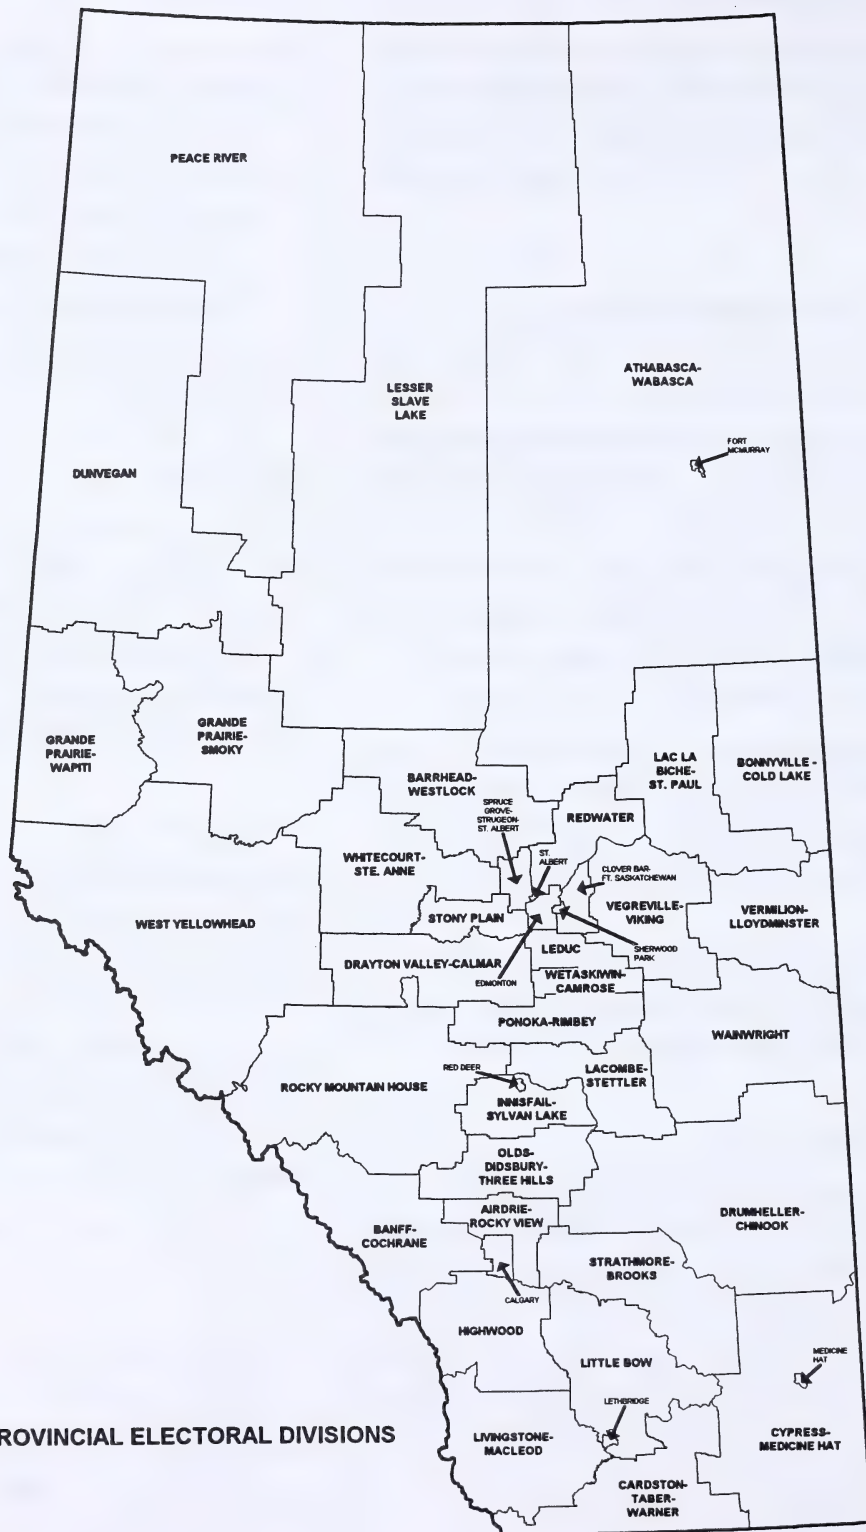 PEACE RIVER
LESSER
SLAVE
LAKE
ATHABASCA-
WABASCA
FORT
MCMURRAY
DUNVEGAN
GRANDE
PRAIRIE-
WAPITI
GRANDE
PRAIRIE-
SMOKY
BARRHEAD-
WESTLOCK
LAC LA
BICHE-
ST. PAUL
BONNYVILLE -
COLD LAKE
SPRUCE
GROVE-
STRUGEON-
ST. ALBERT
REDWATER
WHITECOURT-
STE. ANNE
ST.
ALBERT
CLOVER BAR-
FT. SASKATCHEWAN
WEST YELLOWHEAD
STONY PLAIN
VEGREVILLE-
VIKING
VERMILION-
LLOYDMINSTER
DRAYTON VALLEY-CALMAR
LEDUC
SHERWOOD
PARK
EDMONTON
WETASKIWIN-
CAMROSE
PONOKA-RIMBEY
WAINWRIGHT
ROCKY MOUNTAIN HOUSE
RED DEER
LACOMBE-
STETTLER
INNISFAIL-
SYLVAN LAKE
OLDS-
DIDSBURY-
THREE HILLS
BANFF-
COCHRANE
AIRDRIE-
ROCKY VIEW
DRUMHELLER-
CHINOOK
STRATHMORE-
BROOKS
CALGARY
HIGHWOOD
LITTLE BOW
MEDICINE
HAT
LETHBRIDGE
ROVINCIAL ELECTORAL DIVISIONS
LIVINGSTONE-
MACLEOD
CYPRESS-
MEDICINE HAT
CARDSTON-
TABER-
WARNER